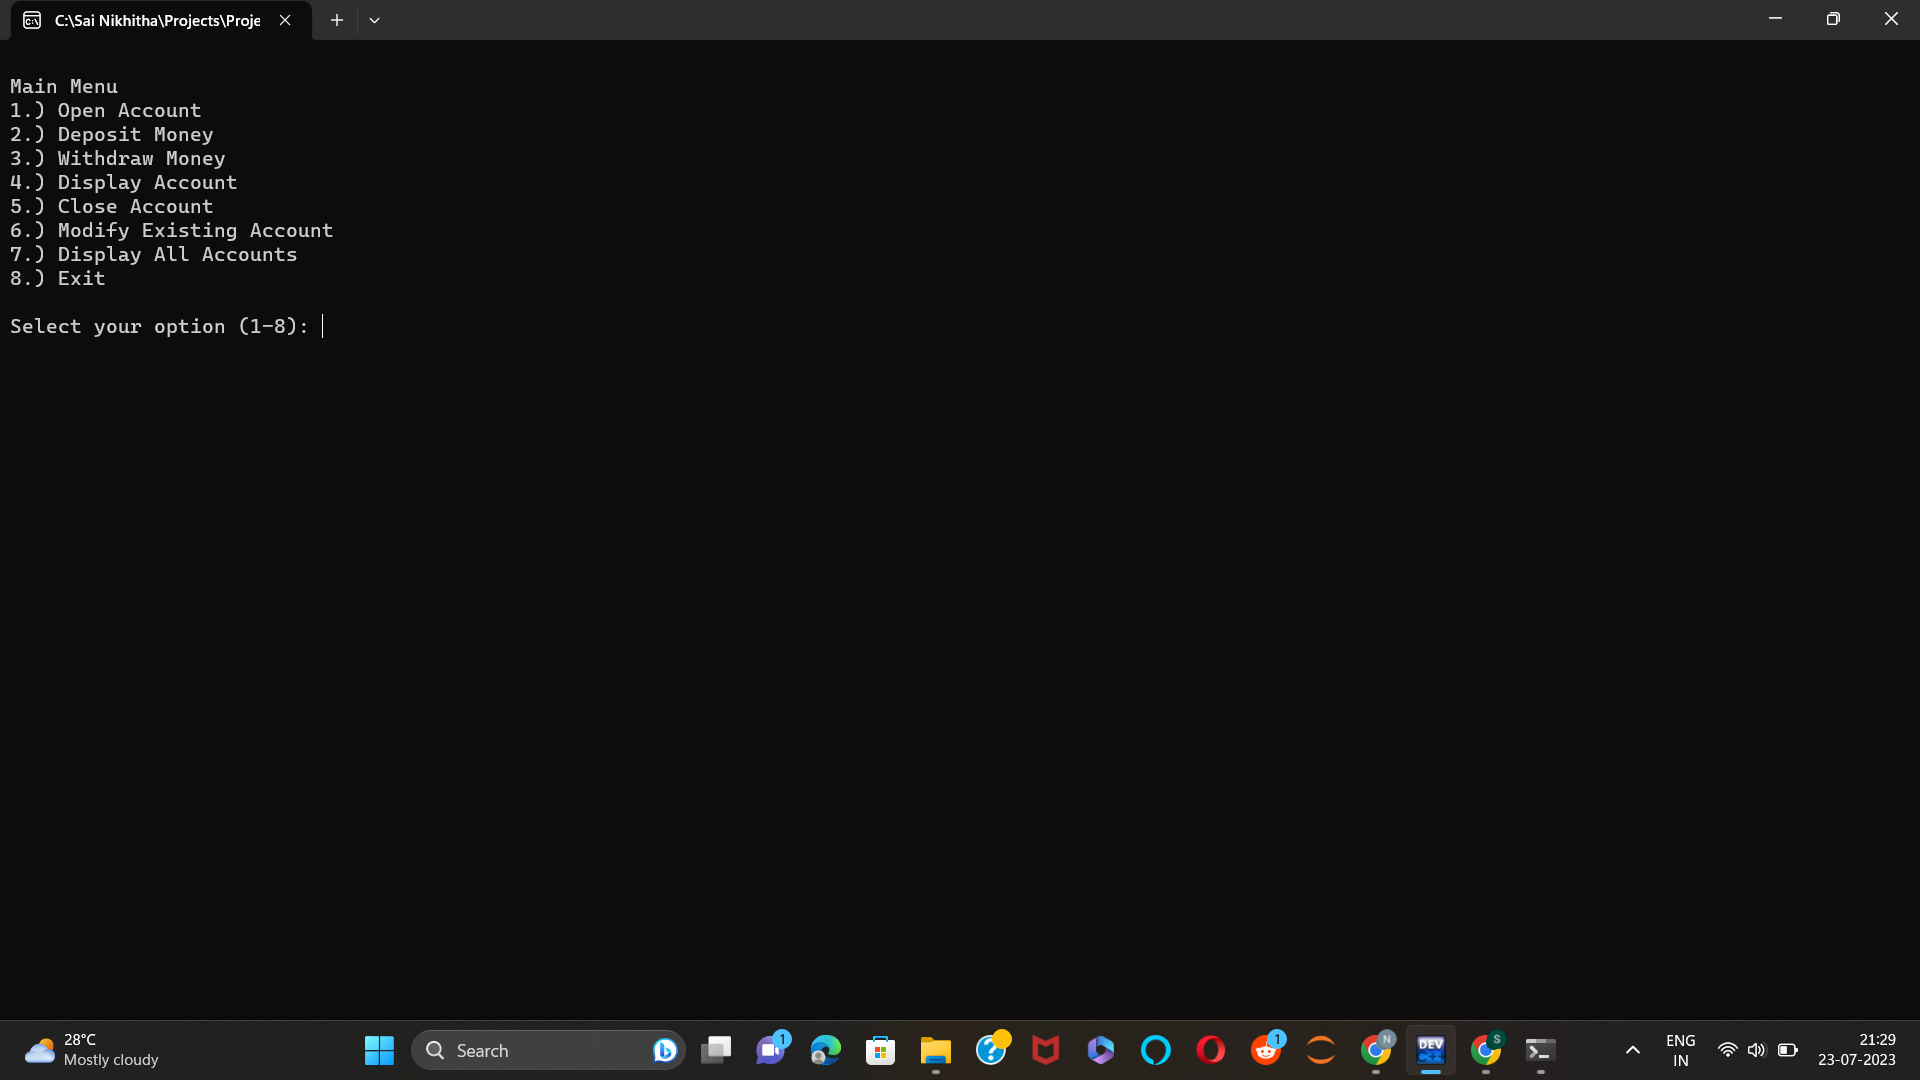 C:\Sai Nikhitha\Projects\Proje
Main Menu
1.) Open Account
2.) Deposit Money
3.) Withdraw Money
4.) Display Account
5.) Close Account
6.) Modify Existing Account
7.) Display All Accounts
8.) Exit
Select your option (1-8):
28°C
Mostly cloudy
Search
1
1
N
DEV
C++
S
ENG
IN
21:29
23-07-2023